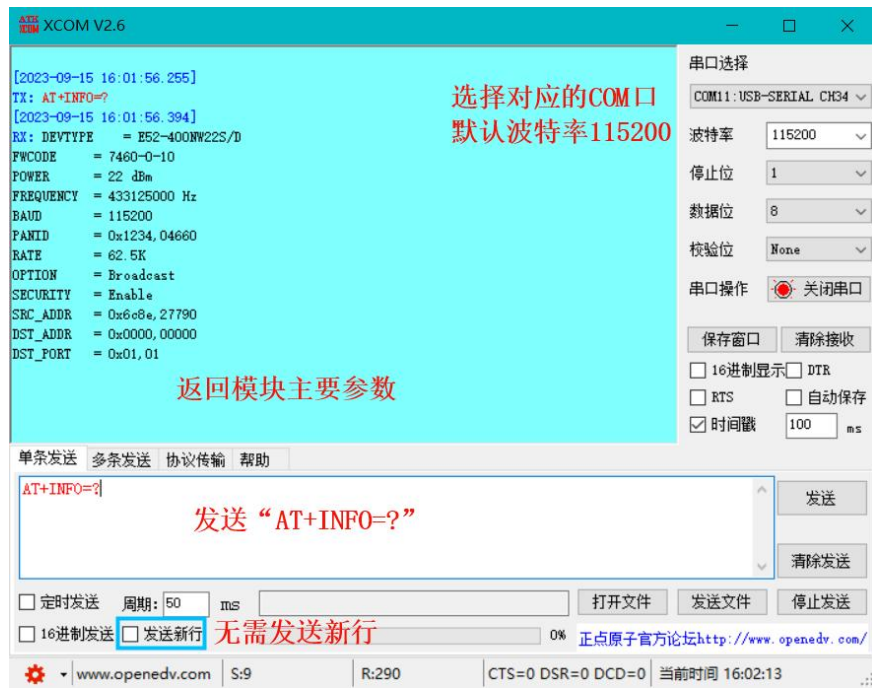 XCOM V2.6
[2023-09-15 16:01:56.255]
TX: AT+INFO=?
[2023-09-15 16:01:56.394]
RX: DEVTYPE = E52-400NW22S/D
FWCODE = 7460-0-10
POWER = 22 dBm
FREQUENCY = 433125000 Hz
BAUD = 115200
PANID = 0x1234,04660
RATE = 62.5K
OPTION = Broadcast
SECURITY = Enable
SRC_ADDR = 0x6c8e,27790
DST_ADDR = 0x0000,00000
DST_PORT = 0x01,01
选择对应的COM口
默认波特率115200
返回模块主要参数
串口选择
COM11:USB-SERIAL CH34
波特率 115200
停止位 1
数据位 8
校验位 None
串口操作 关闭串口
保存窗口 清除接收
16进制显示 DTR
RTS 自动保存
时间戳 100 ms
单条发送 多条发送 协议传输 帮助
AT+INFO=?
发送“AT+INFO=?”
发送
清除发送
定时发送 周期: 50 ms 打开文件 发送文件 停止发送
16进制发送 发送新行 无需发送新行 0% 正点原子官方论坛http://www.openedv.com/
www.openedv.com S:9 R:290 CTS=0 DSR=0 DCD=0 当前时间 16:02:13